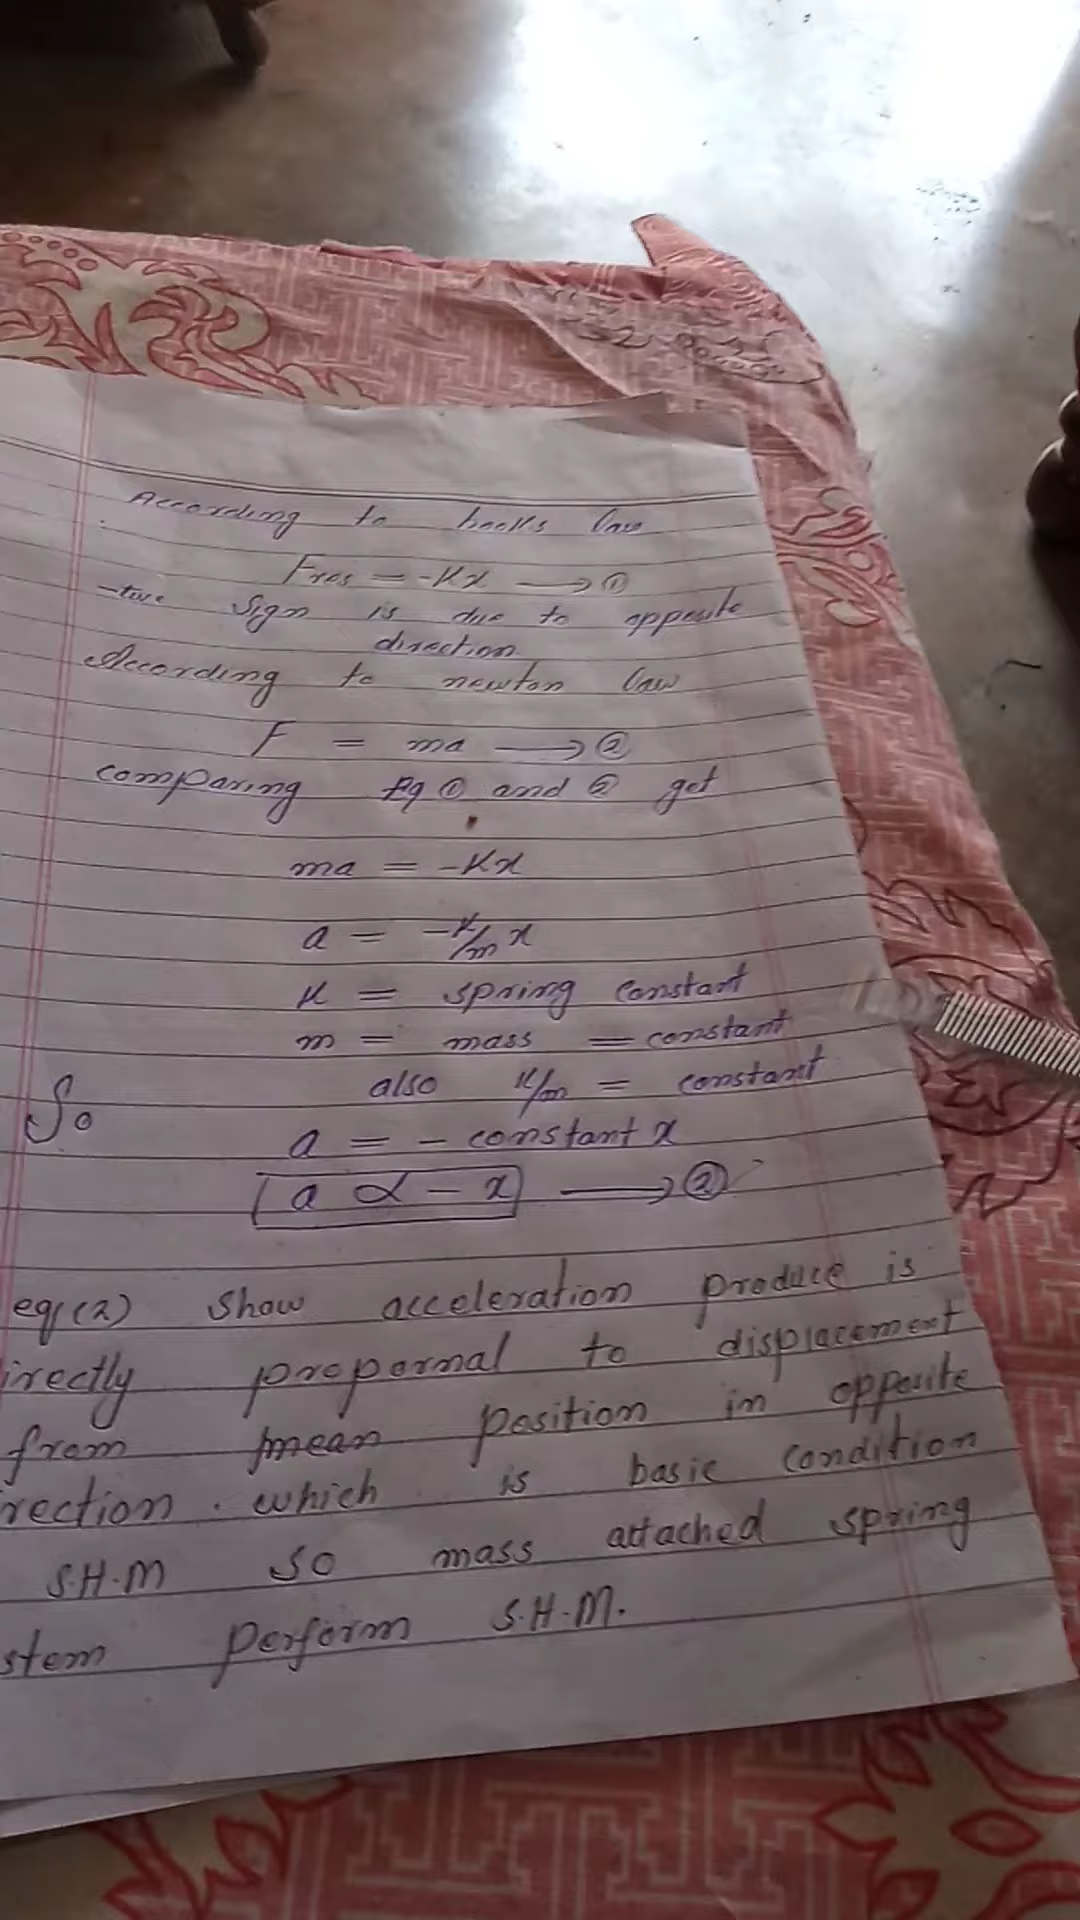 According to hooks law
Fres = -Kx → ①
-tive Sign is due to opposite
direction
According to newton law
F = ma → ②
comparing Eq ① and ② get
ma = -Kx
a = -K/m x
K = spring constant
m = mass = constant
also K/m = constant
So
a = - constant x
a α - x → ②
eq(2) Show acceleration produce is
irectly propornal to displacement
from mean position in opposite
rection. which is basic condition
S.H.M so mass attached spring
stem perform S.H.M.